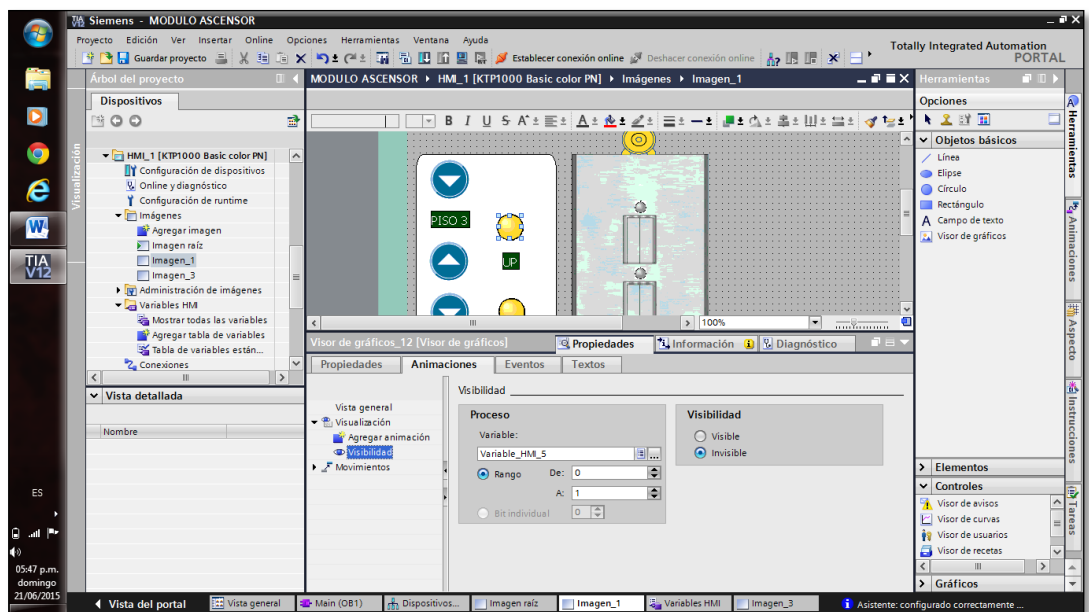 Siemens - MODULO ASCENSOR
Proyecto Edición Ver Insertar Online Opciones Herramientas Ventana Ayuda
Totally Integrated Automation
PORTAL
Guardar proyecto
Establecer conexión online
Deshacer conexión online
Árbol del proyecto
MODULO ASCENSOR HMI_1 [KTP1000 Basic color PN] Imágenes Imagen_1
Herramientas
Dispositivos
Opciones
B I U S A
Visualización
HMI_1 [KTP1000 Basic color PN]
Configuración de dispositivos
Online y diagnóstico
Configuración de runtime
Imágenes
Agregar imagen
Imagen raíz
Imagen_1
Imagen_3
Administración de imágenes
Variables HMI
Mostrar todas las variables
Agregar tabla de variables
Tabla de variables están...
Conexiones
Vista detallada
Nombre
PISO 3
UP
100%
Objetos básicos
Línea
Elipse
Círculo
Rectángulo
A Campo de texto
Visor de gráficos
Elementos
Controles
Visor de avisos
Visor de curvas
Visor de usuarios
Visor de recetas
Gráficos
Herramientas
Animaciones
Aspecto
Instrucciones
Tareas
Visor de gráficos_12 [Visor de gráficos]
Propiedades
Información
Diagnóstico
Propiedades Animaciones Eventos Textos
Vista general
Visualización
Agregar animación
Visibilidad
Movimientos
Visibilidad
Proceso
Variable:
Variable_HMI_5
...
Rango De: 0
A: 1
Bit individual 0
Visibilidad
Visible
Invisible
W
TIA
V12
ES
05:47 p.m.
domingo
21/06/2015
Vista del portal
Vista general
Main (OB1)
Dispositivos...
Imagen raíz
Imagen_1
Variables HMI
Imagen_3
Asistente: configurado correctamente ...